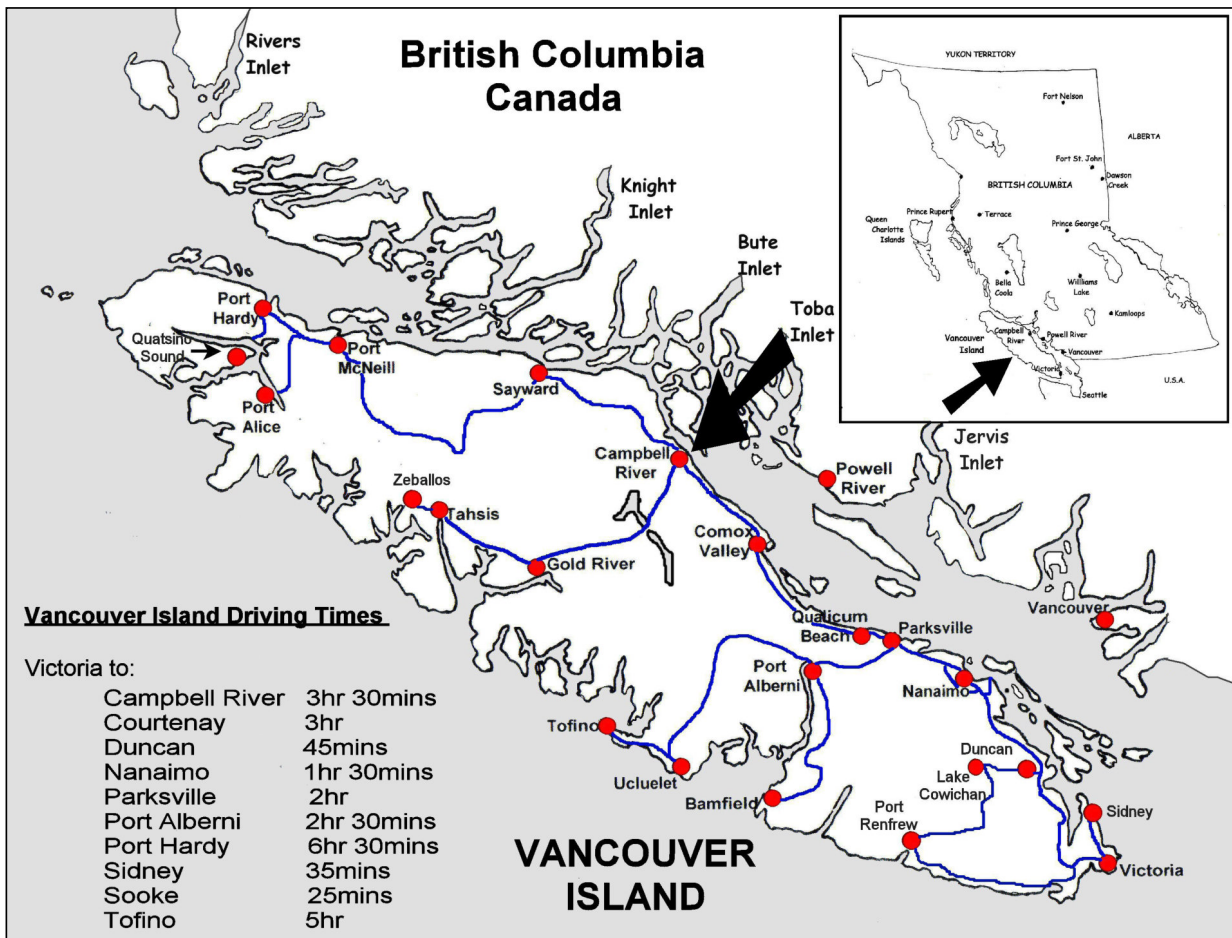 British Columbia
Canada
Rivers
Inlet
Knight
Inlet
Bute
Inlet
Toba
Inlet
Jervis
Inlet
YUKON TERRITORY
Fort Nelson
ALBERTA
Fort St. John
Dawson
Creek
BRITISH COLUMBIA
Prince Rupert
Terrace
Queen
Charlotte
Islands
Prince George
Bella
Coola
Willliams
Lake
Kamloops
Campbell
River
Powell River
Vancouver
Island
Vancouver
Victoria
U.S.A.
Seattle
Port
Hardy
Quatsino
Sound
Port
McNeill
Port
Alice
Sayward
Campbell
River
Powell
River
Zeballos
Tahsis
Gold River
Comox
Valley
Qualicum
Beach
Parksville
Vancouver
Port
Alberni
Nanaimo
Tofino
Ucluelet
Bamfield
Duncan
Lake
Cowichan
Port
Renfrew
Sidney
Victoria
VANCOUVER
ISLAND
Vancouver Island Driving Times
Victoria to:
Campbell River 3hr 30mins
Courtenay 3hr
Duncan 45mins
Nanaimo 1hr 30mins
Parksville 2hr
Port Alberni 2hr 30mins
Port Hardy 6hr 30mins
Sidney 35mins
Sooke 25mins
Tofino 5hr